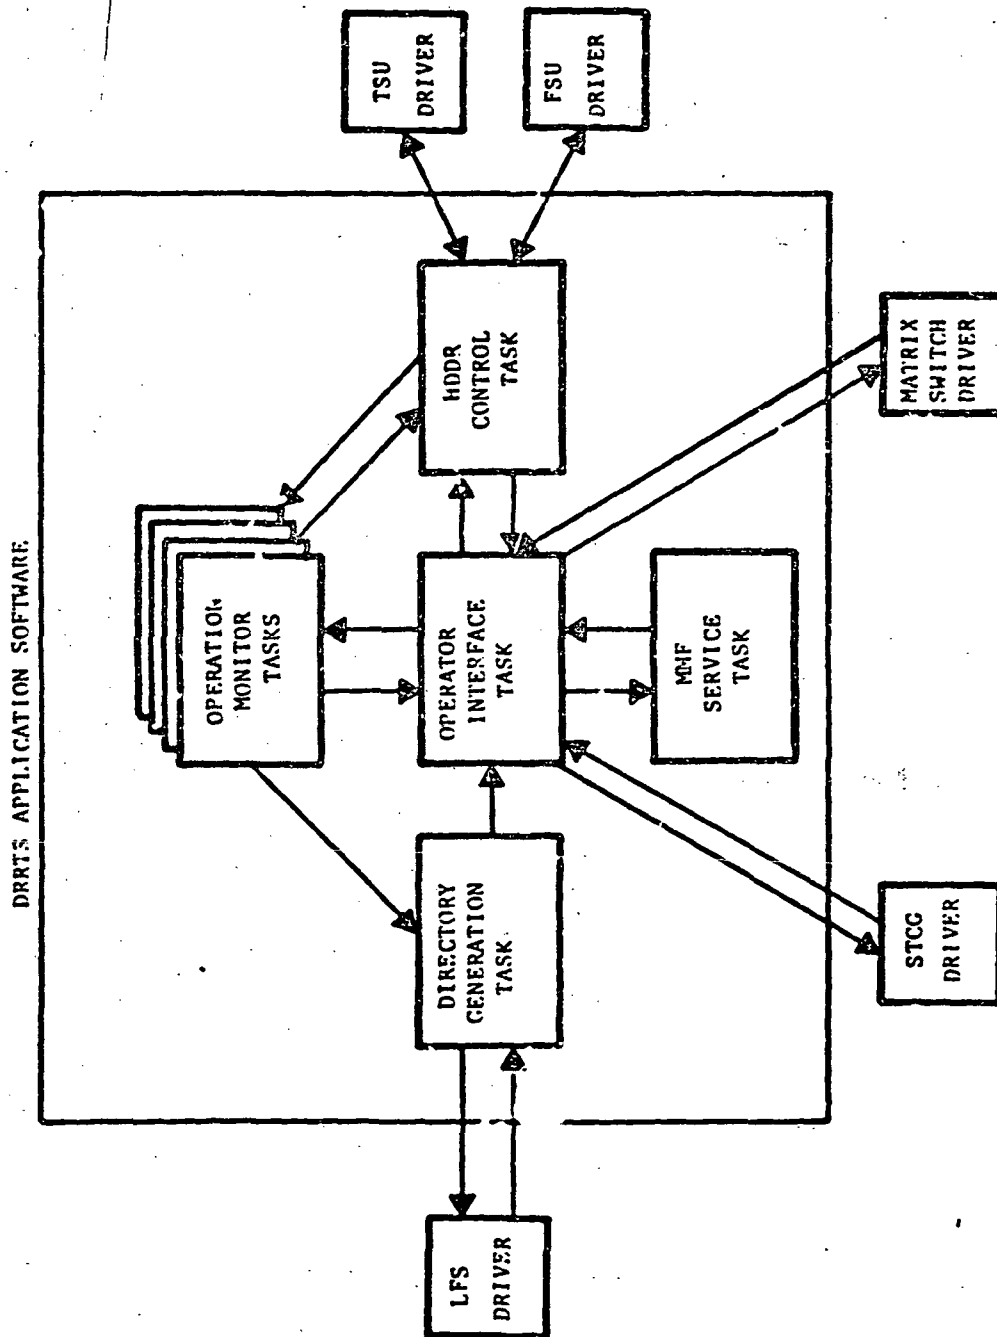 DRRTS APPLICATION SOFTWARE
OPERATION
MONITOR
TASKS
LFS
DRIVER
DIRECTORY
GENERATION
TASK
OPERATOR
INTERFACE
TASK
HDDR
CONTROL
TASK
TSU
DRIVER
FSU
DRIVER
MMF
SERVICE
TASK
STCG
DRIVER
MATRIX
SWITCH
DRIVER